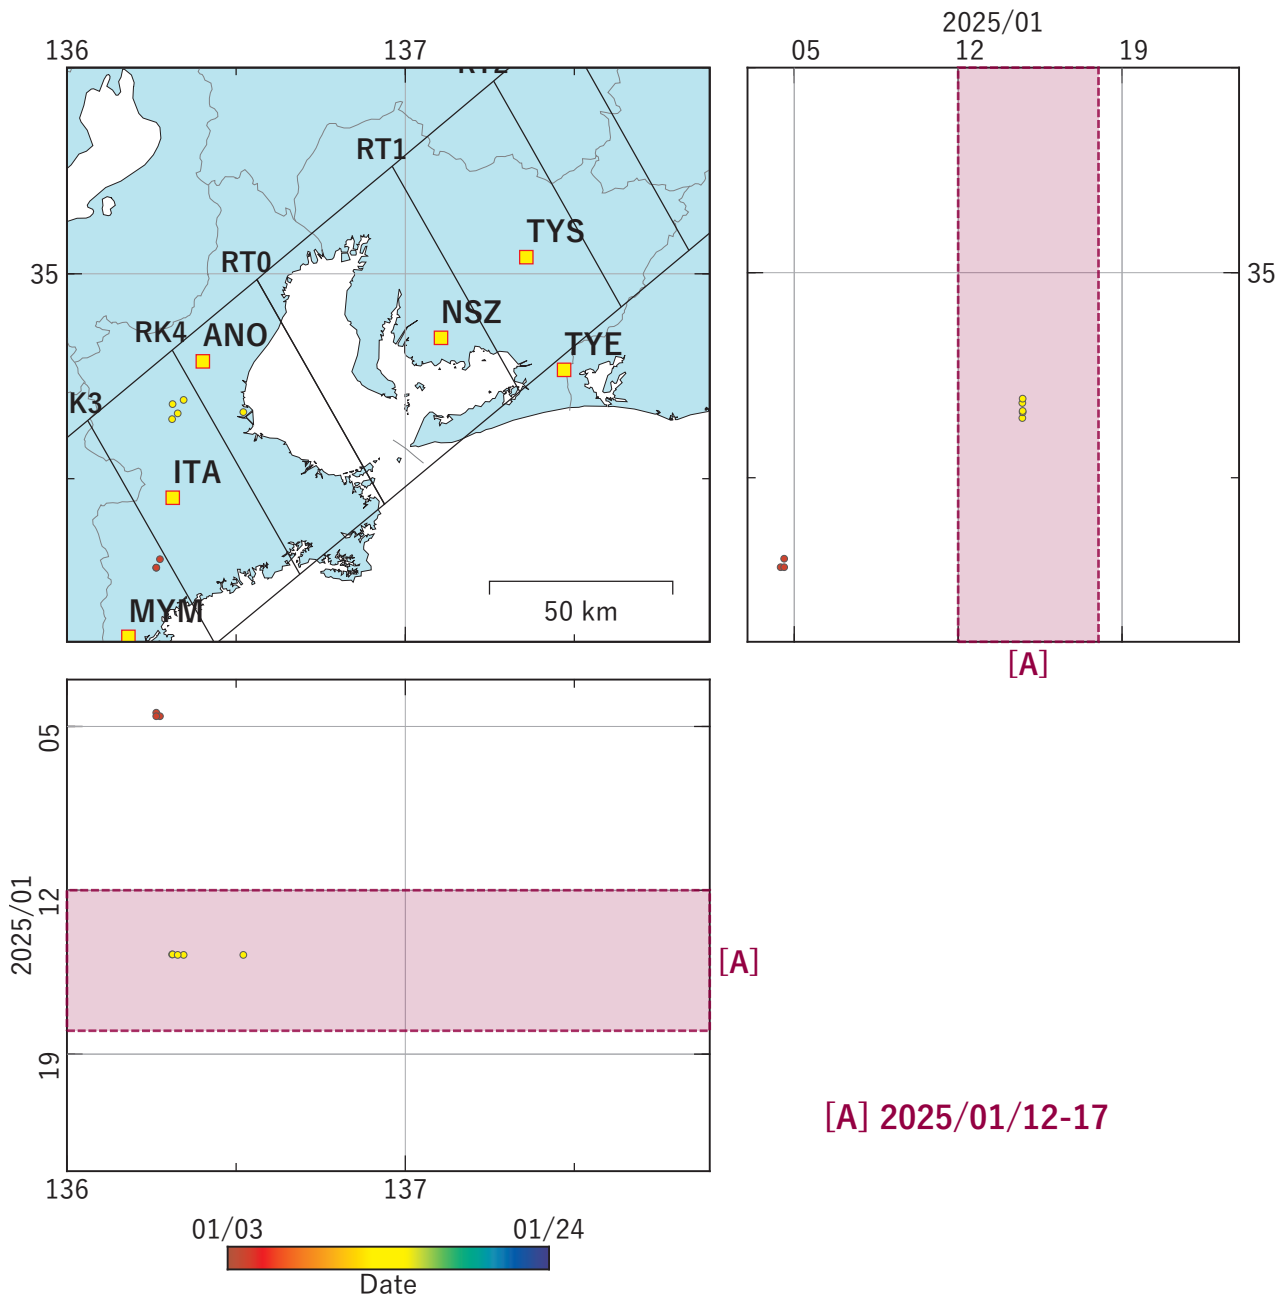 2025/01
136
137
05
12
19
RT2
RT1
TYS
35
35
RT0
NSZ
RK4
ANO
TYE
K3
ITA
50 km
MYM
[A]
05
12
19
2025/01
[A]
[A] 2025/01/12-17
136
137
01/03
01/24
Date